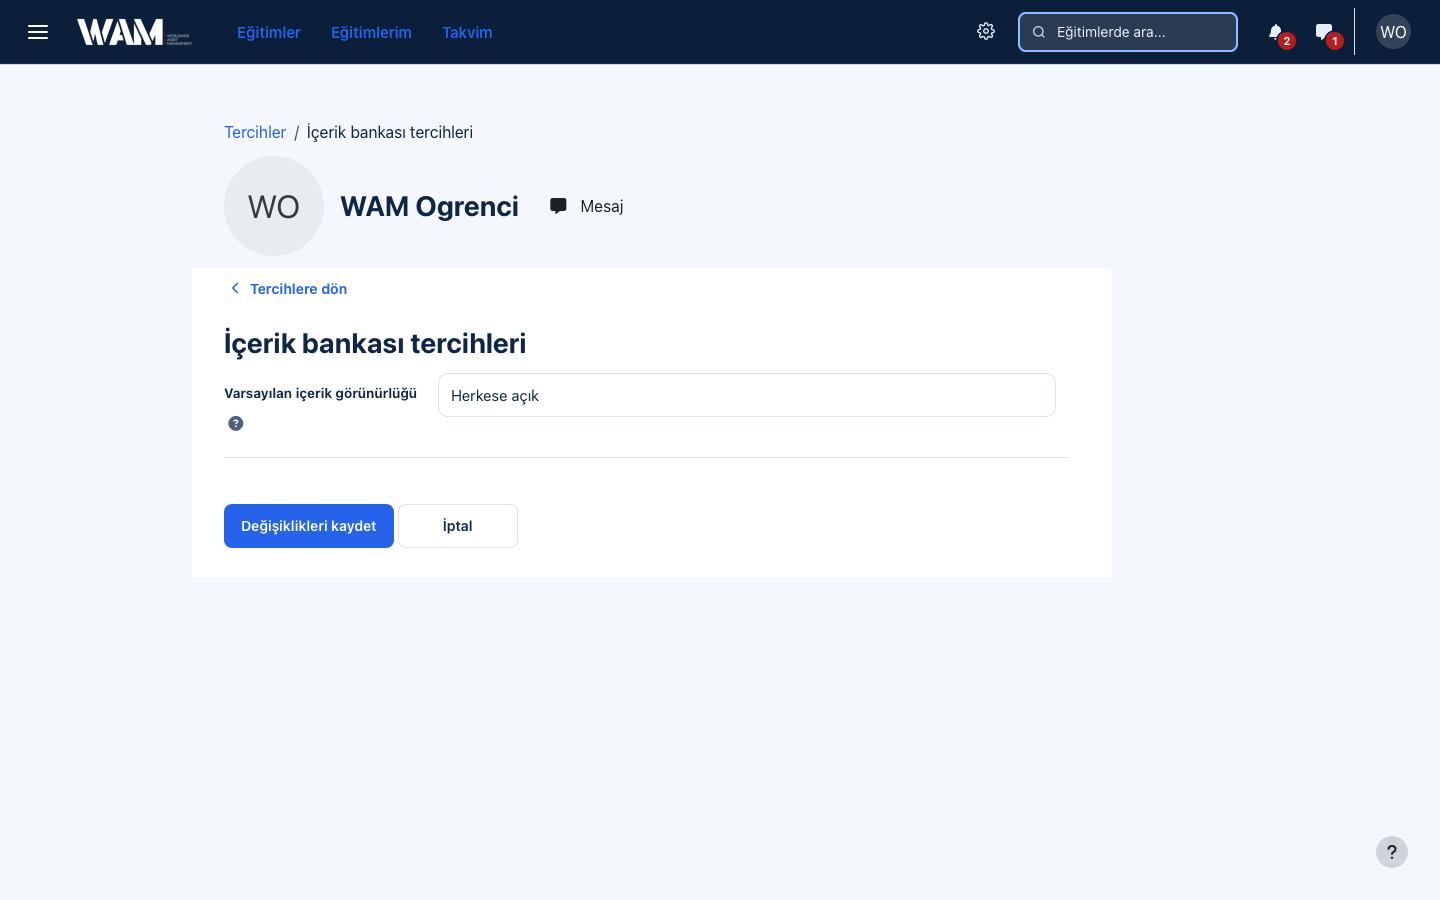 WAM
Eğitimler
Eğitimlerim
Takvim
Eğitimlerde ara...
2
1
WO
Tercihler / İçerik bankası tercihleri
WO
WAM Ogrenci
Mesaj
Tercihlere dön
İçerik bankası tercihleri
Varsayılan içerik görünürlüğü
Herkese açık
?
Değişiklikleri kaydet
İptal
?